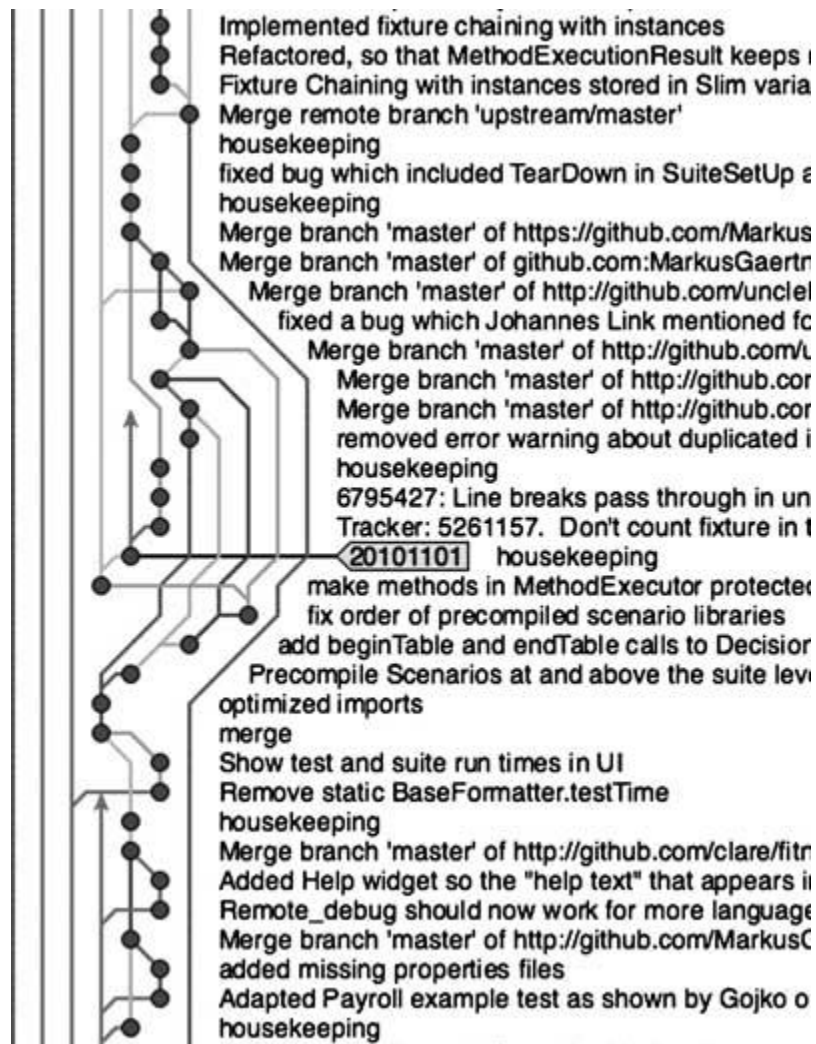 Implemented fixture chaining with instances
Refactored, so that MethodExecutionResult keeps
Fixture Chaining with instances stored in Slim varia
Merge remote branch 'upstream/master'
housekeeping
fixed bug which included TearDown in SuiteSetUp a
housekeeping
Merge branch 'master' of https://github.com/Markus
Merge branch 'master' of github.com:MarkusGaertn
Merge branch 'master' of http://github.com/uncle
fixed a bug which Johannes Link mentioned fo
Merge branch 'master' of http://github.com/u
Merge branch 'master' of http://github.com
Merge branch 'master' of http://github.com
removed error warning about duplicated i
housekeeping
6795427: Line breaks pass through in un
Tracker: 5261157. Don't count fixture in t
20101101 housekeeping
make methods in MethodExecutor protected
fix order of precompiled scenario libraries
add beginTable and endTable calls to Decision
Precompile Scenarios at and above the suite leve
optimized imports
merge
Show test and suite run times in UI
Remove static BaseFormatter.testTime
housekeeping
Merge branch 'master' of http://github.com/clare/fitn
Added Help widget so the "help text" that appears i
Remote_debug should now work for more language
Merge branch 'master' of http://github.com/Markus
added missing properties files
Adapted Payroll example test as shown by Gojko o
housekeeping